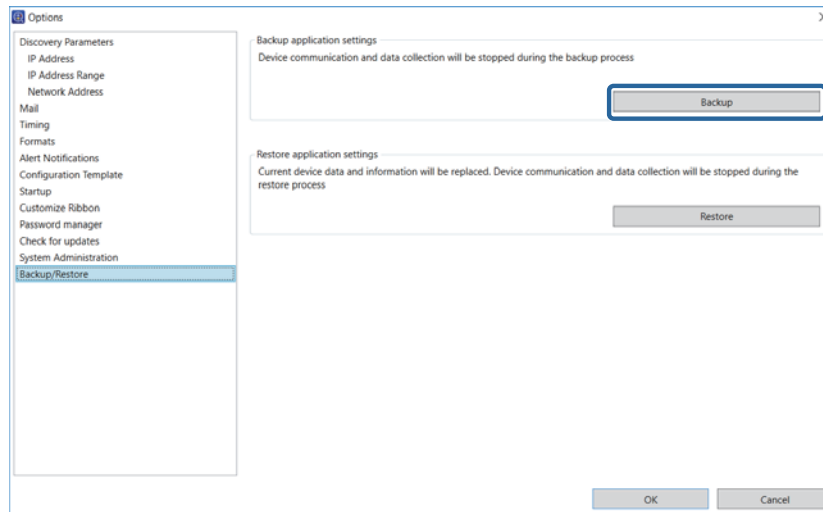 Options
Discovery Parameters
IP Address
IP Address Range
Network Address
Mail
Timing
Formats
Alert Notifications
Configuration Template
Startup
Customize Ribbon
Password manager
Check for updates
System Administration
Backup/Restore
Backup application settings
Device communication and data collection will be stopped during the backup process
Backup
Restore application settings
Current device data and information will be replaced. Device communication and data collection will be stopped during the
restore process
Restore
OK
Cancel